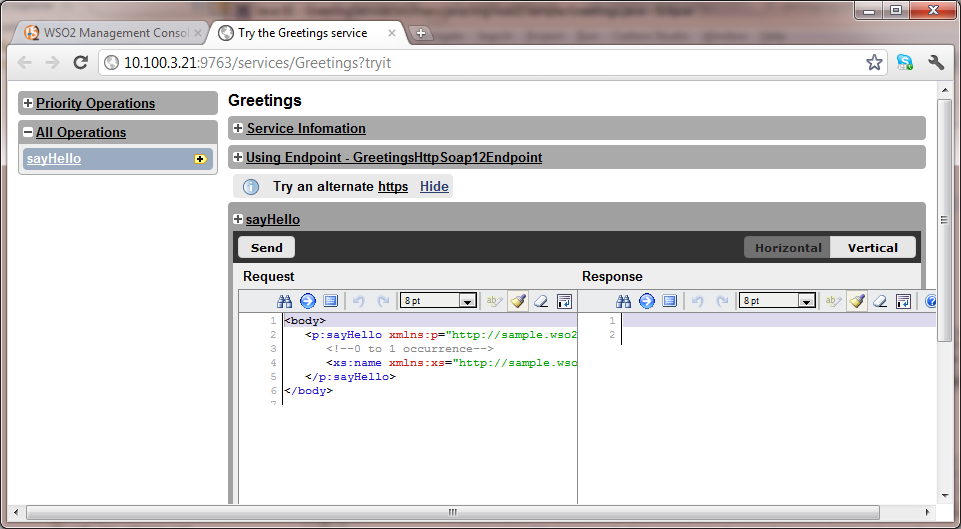 WSO2 Management Consol
Try the Greetings service
10.100.3.21:9763/services/Greetings?tryit
Priority Operations
All Operations
sayHello
Greetings
Service Infomation
Using Endpoint - GreetingsHttpSoap12Endpoint
Try an alternate https Hide
sayHello
Send Horizontal Vertical
Request Response
8 pt 8 pt
1 <body>
2 <p:sayHello xmlns:p="http://sample.wso2
3 <!--0 to 1 occurrence-->
4 <xs:name xmlns:xs="http://sample.wso
5 </p:sayHello>
6 </body>
7
1
2